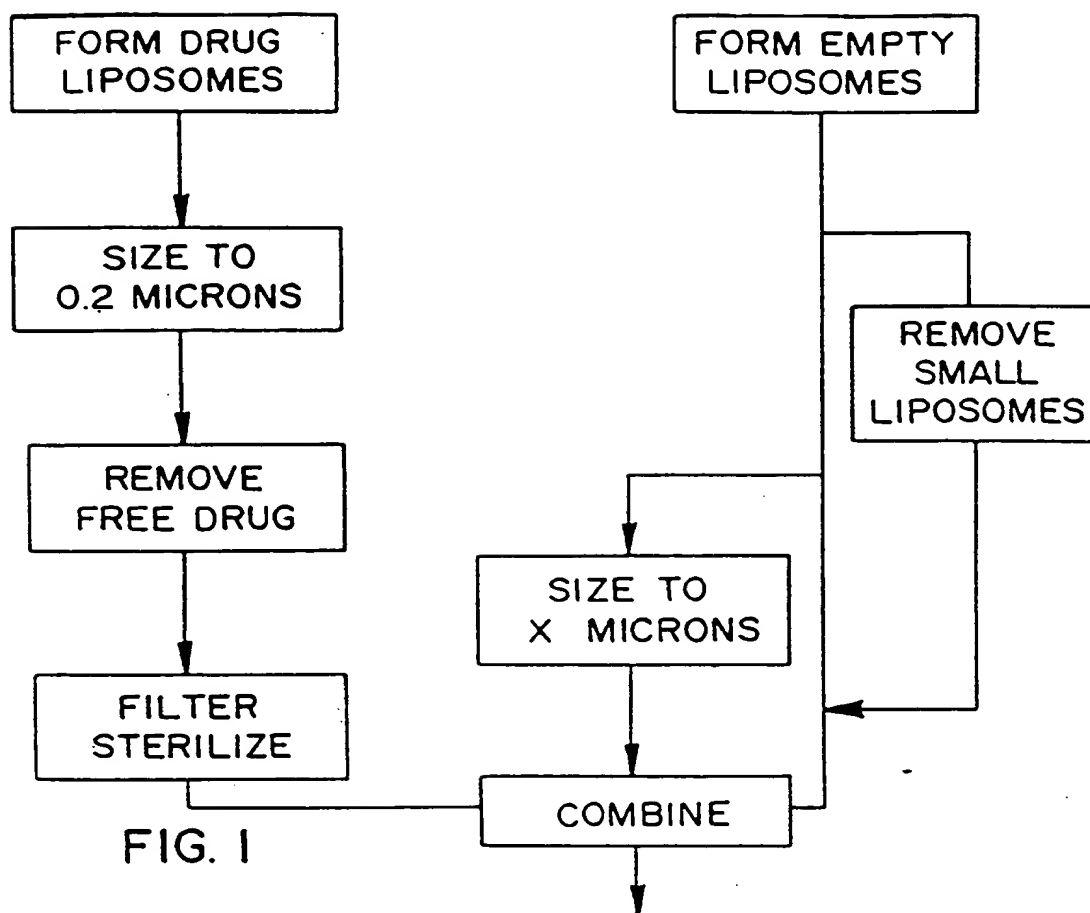 FORM DRUG
LIPOSOMES
SIZE TO
0.2 MICRONS
REMOVE
FREE DRUG
FILTER
STERILIZE
FORM EMPTY
LIPOSOMES
REMOVE
SMALL
LIPOSOMES
SIZE TO
X MICRONS
COMBINE
FIG. 1